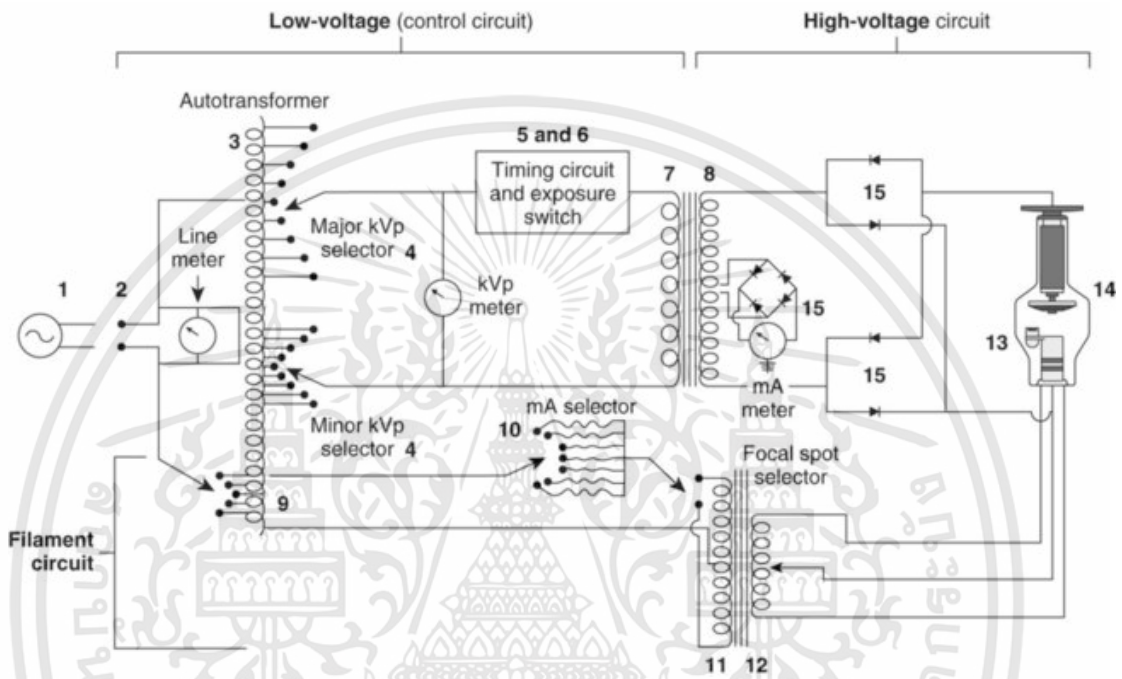 Low-voltage (control circuit)
High-voltage circuit
Autotransformer
3
5 and 6
Timing circuit
and exposure
switch
7
8
15
Major kVp
selector 4
Line
meter
kVp
meter
1
2
14
15
13
15
mA
meter
mA selector
10
Minor kVp
selector 4
Focal spot
selector
9
Filament
circuit
11
12